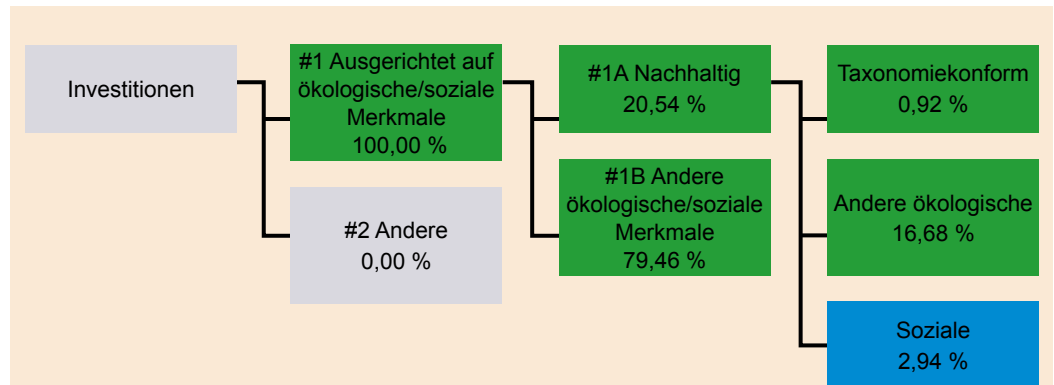 Investitionen
#1 Ausgerichtet auf
ökologische/soziale
Merkmale
100,00 %
#2 Andere
0,00 %
#1A Nachhaltig
20,54 %
#1B Andere
ökologische/soziale
Merkmale
79,46 %
Taxonomiekonform
0,92 %
Andere ökologische
16,68 %
Soziale
2,94 %